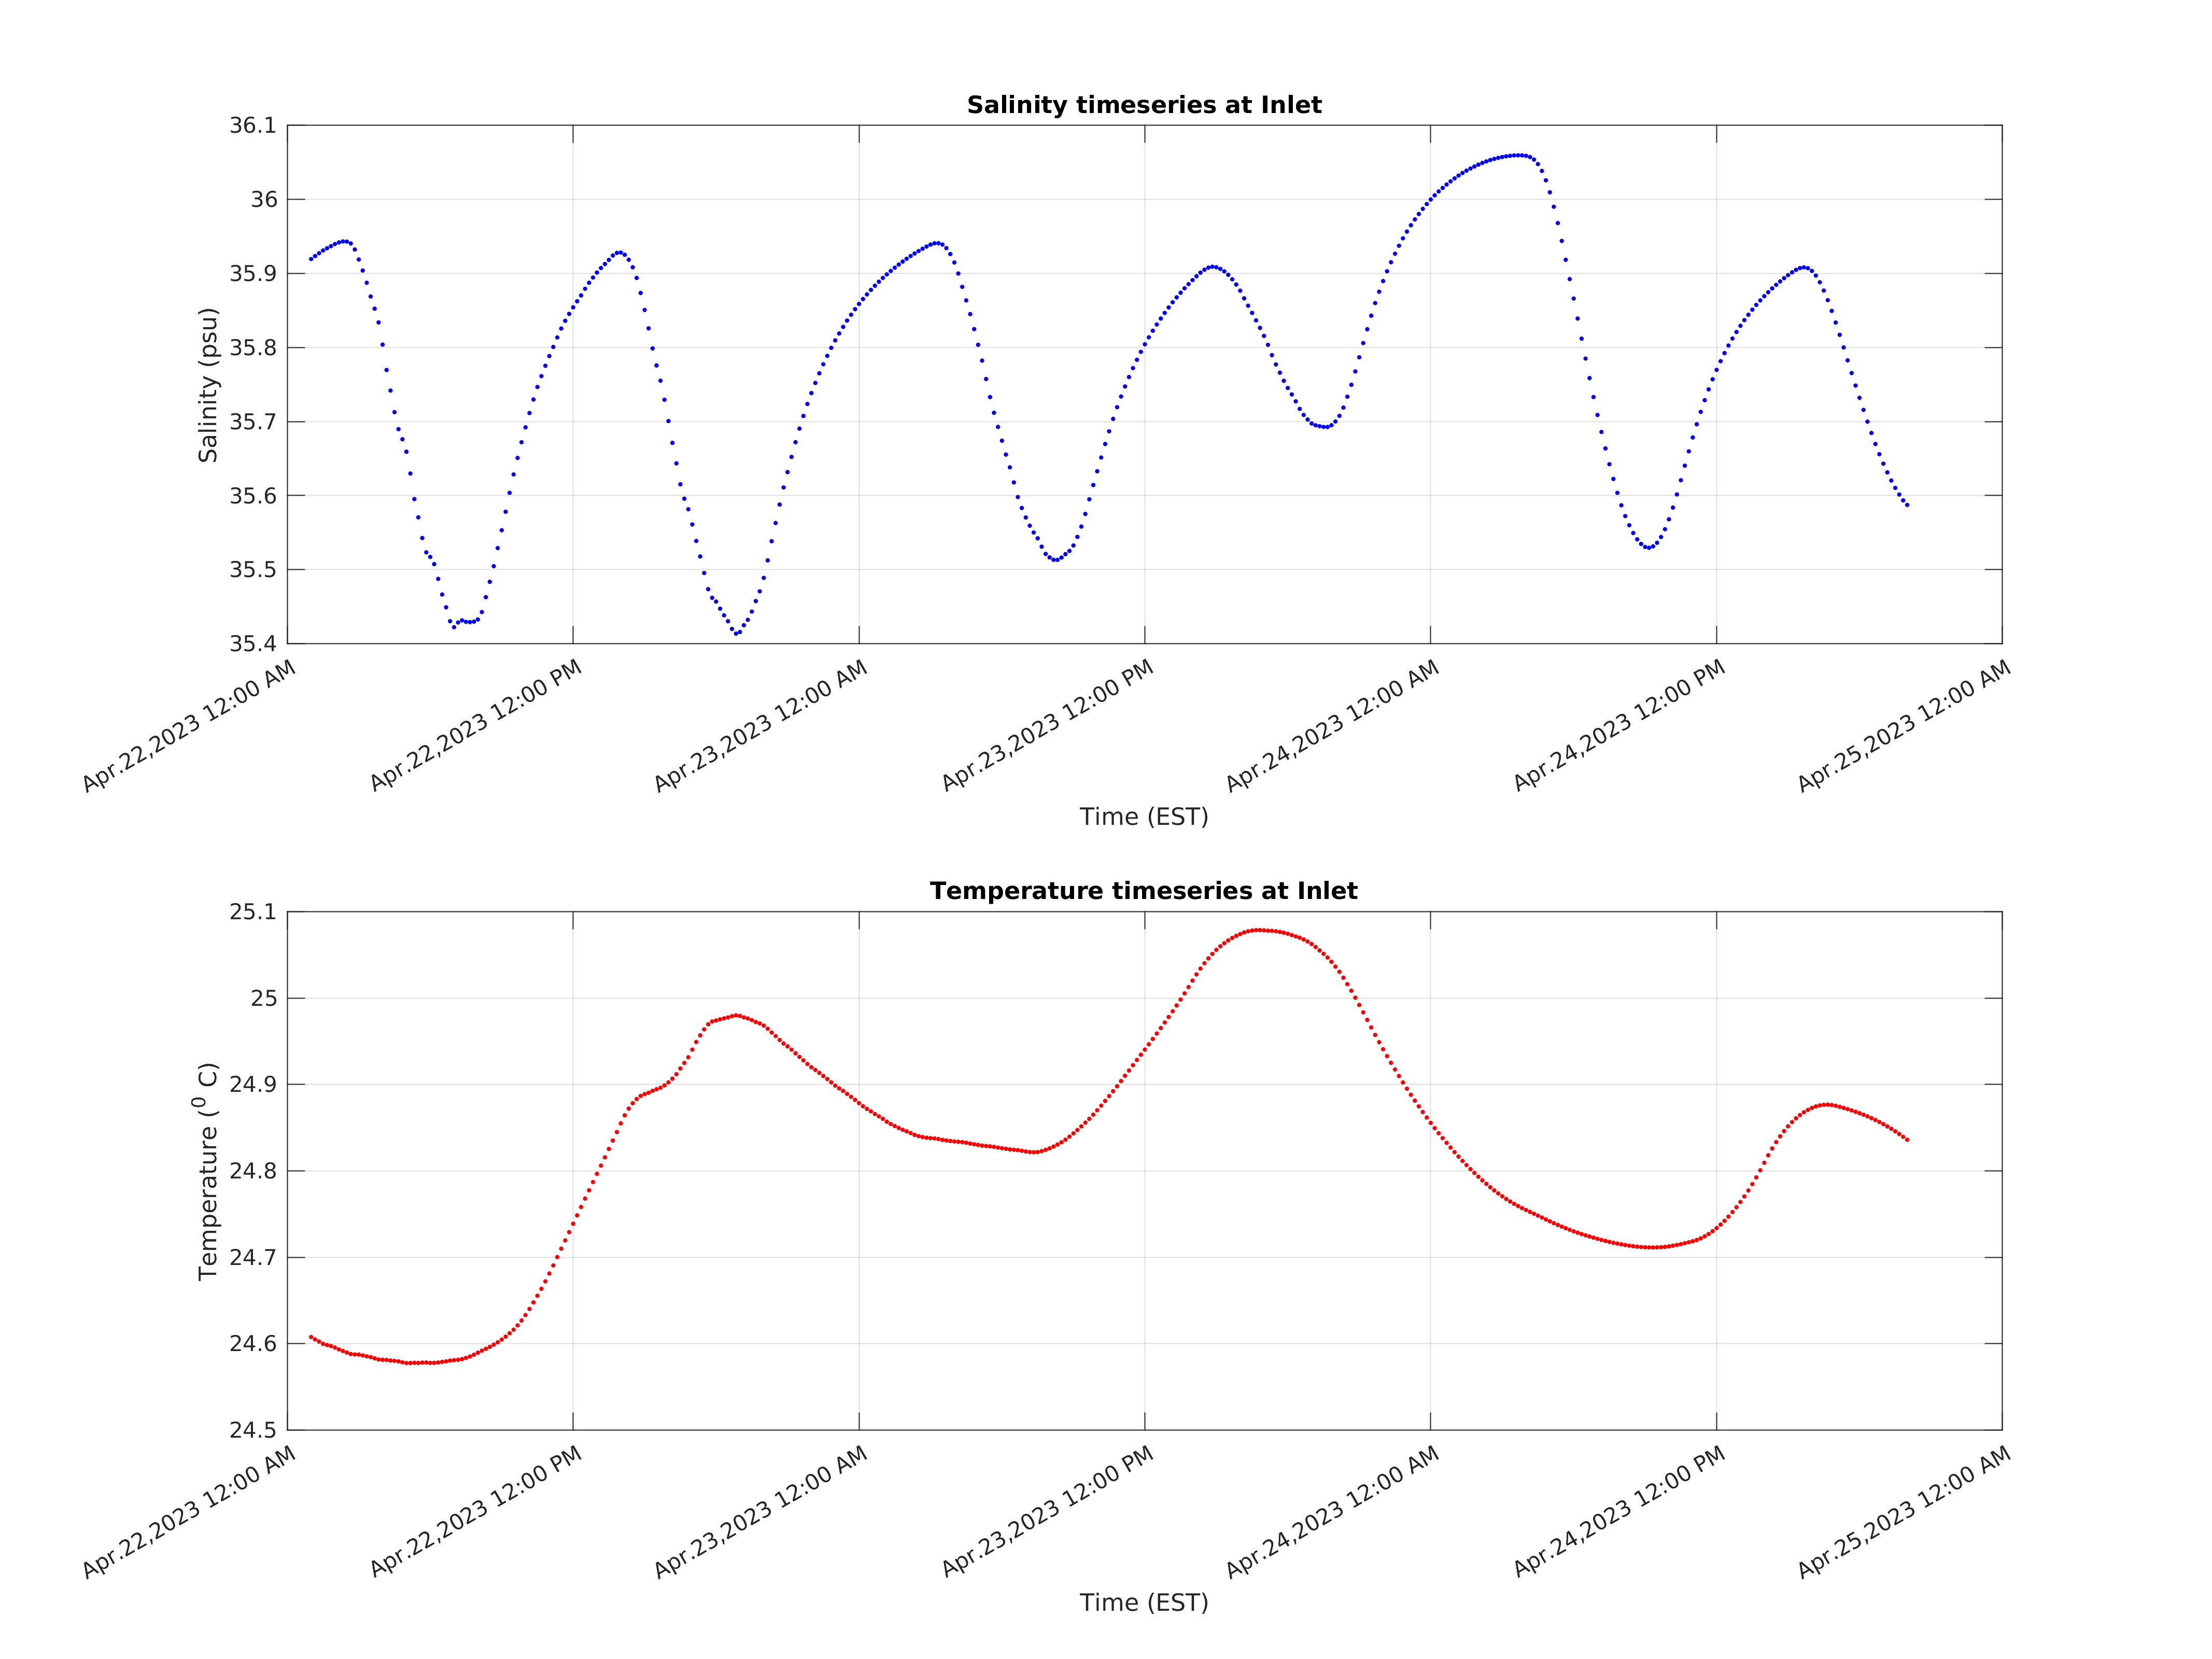 Salinity timeseries at Inlet
36.1
36
35.9
35.8
35.7
35.6
35.5
35.4
Salinity (psu)
Apr.22,2023 12:00 AM
Apr.22,2023 12:00 PM
Apr.23,2023 12:00 AM
Apr.23,2023 12:00 PM
Apr.24,2023 12:00 AM
Apr.24,2023 12:00 PM
Apr.25,2023 12:00 AM
Time (EST)
Temperature timeseries at Inlet
25.1
25
24.9
24.8
24.7
24.6
24.5
Temperature (⁰ C)
Apr.22,2023 12:00 AM
Apr.22,2023 12:00 PM
Apr.23,2023 12:00 AM
Apr.23,2023 12:00 PM
Apr.24,2023 12:00 AM
Apr.24,2023 12:00 PM
Apr.25,2023 12:00 AM
Time (EST)